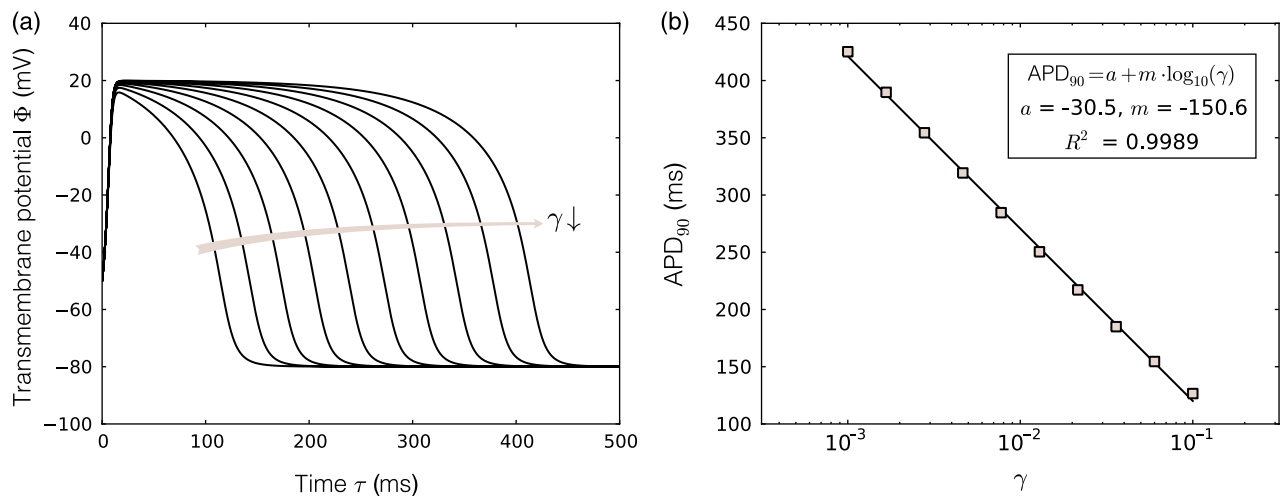 (a)
Transmembrane potential Φ (mV)
40
20
0
−20
−40
−60
−80
−100
γ↓
0
100
200
300
400
500
Time τ (ms)
(b)
APD₉₀ (ms)
450
400
350
300
250
200
150
100
APD₉₀ = a + m · log₁₀(γ)
a = -30.5, m = -150.6
R² = 0.9989
10⁻³
10⁻²
10⁻¹
γ